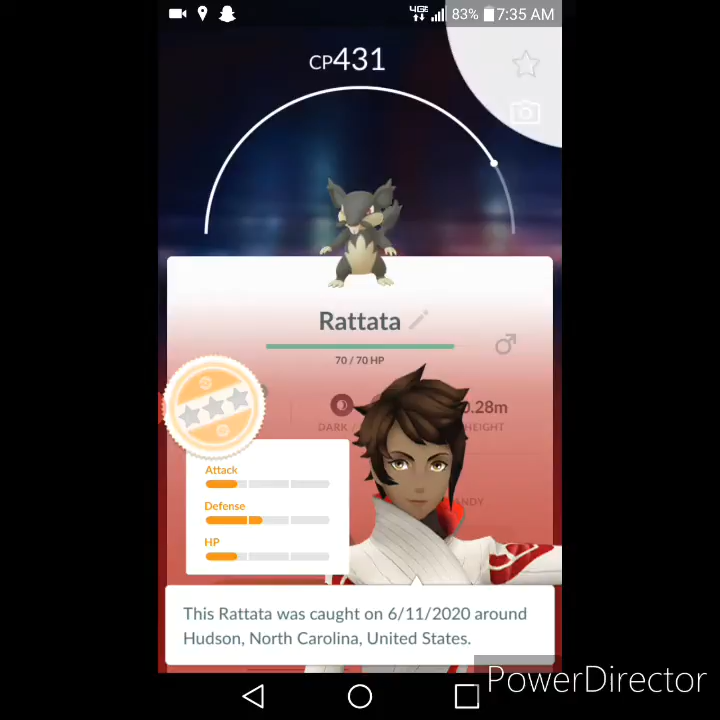 4GE 83% 7:35 AM
CP431
Rattata
70 / 70 HP
0.28m
DARK /
HEIGHT
Attack
Defense
HP
This Rattata was caught on 6/11/2020 around
Hudson, North Carolina, United States.
PowerDirector